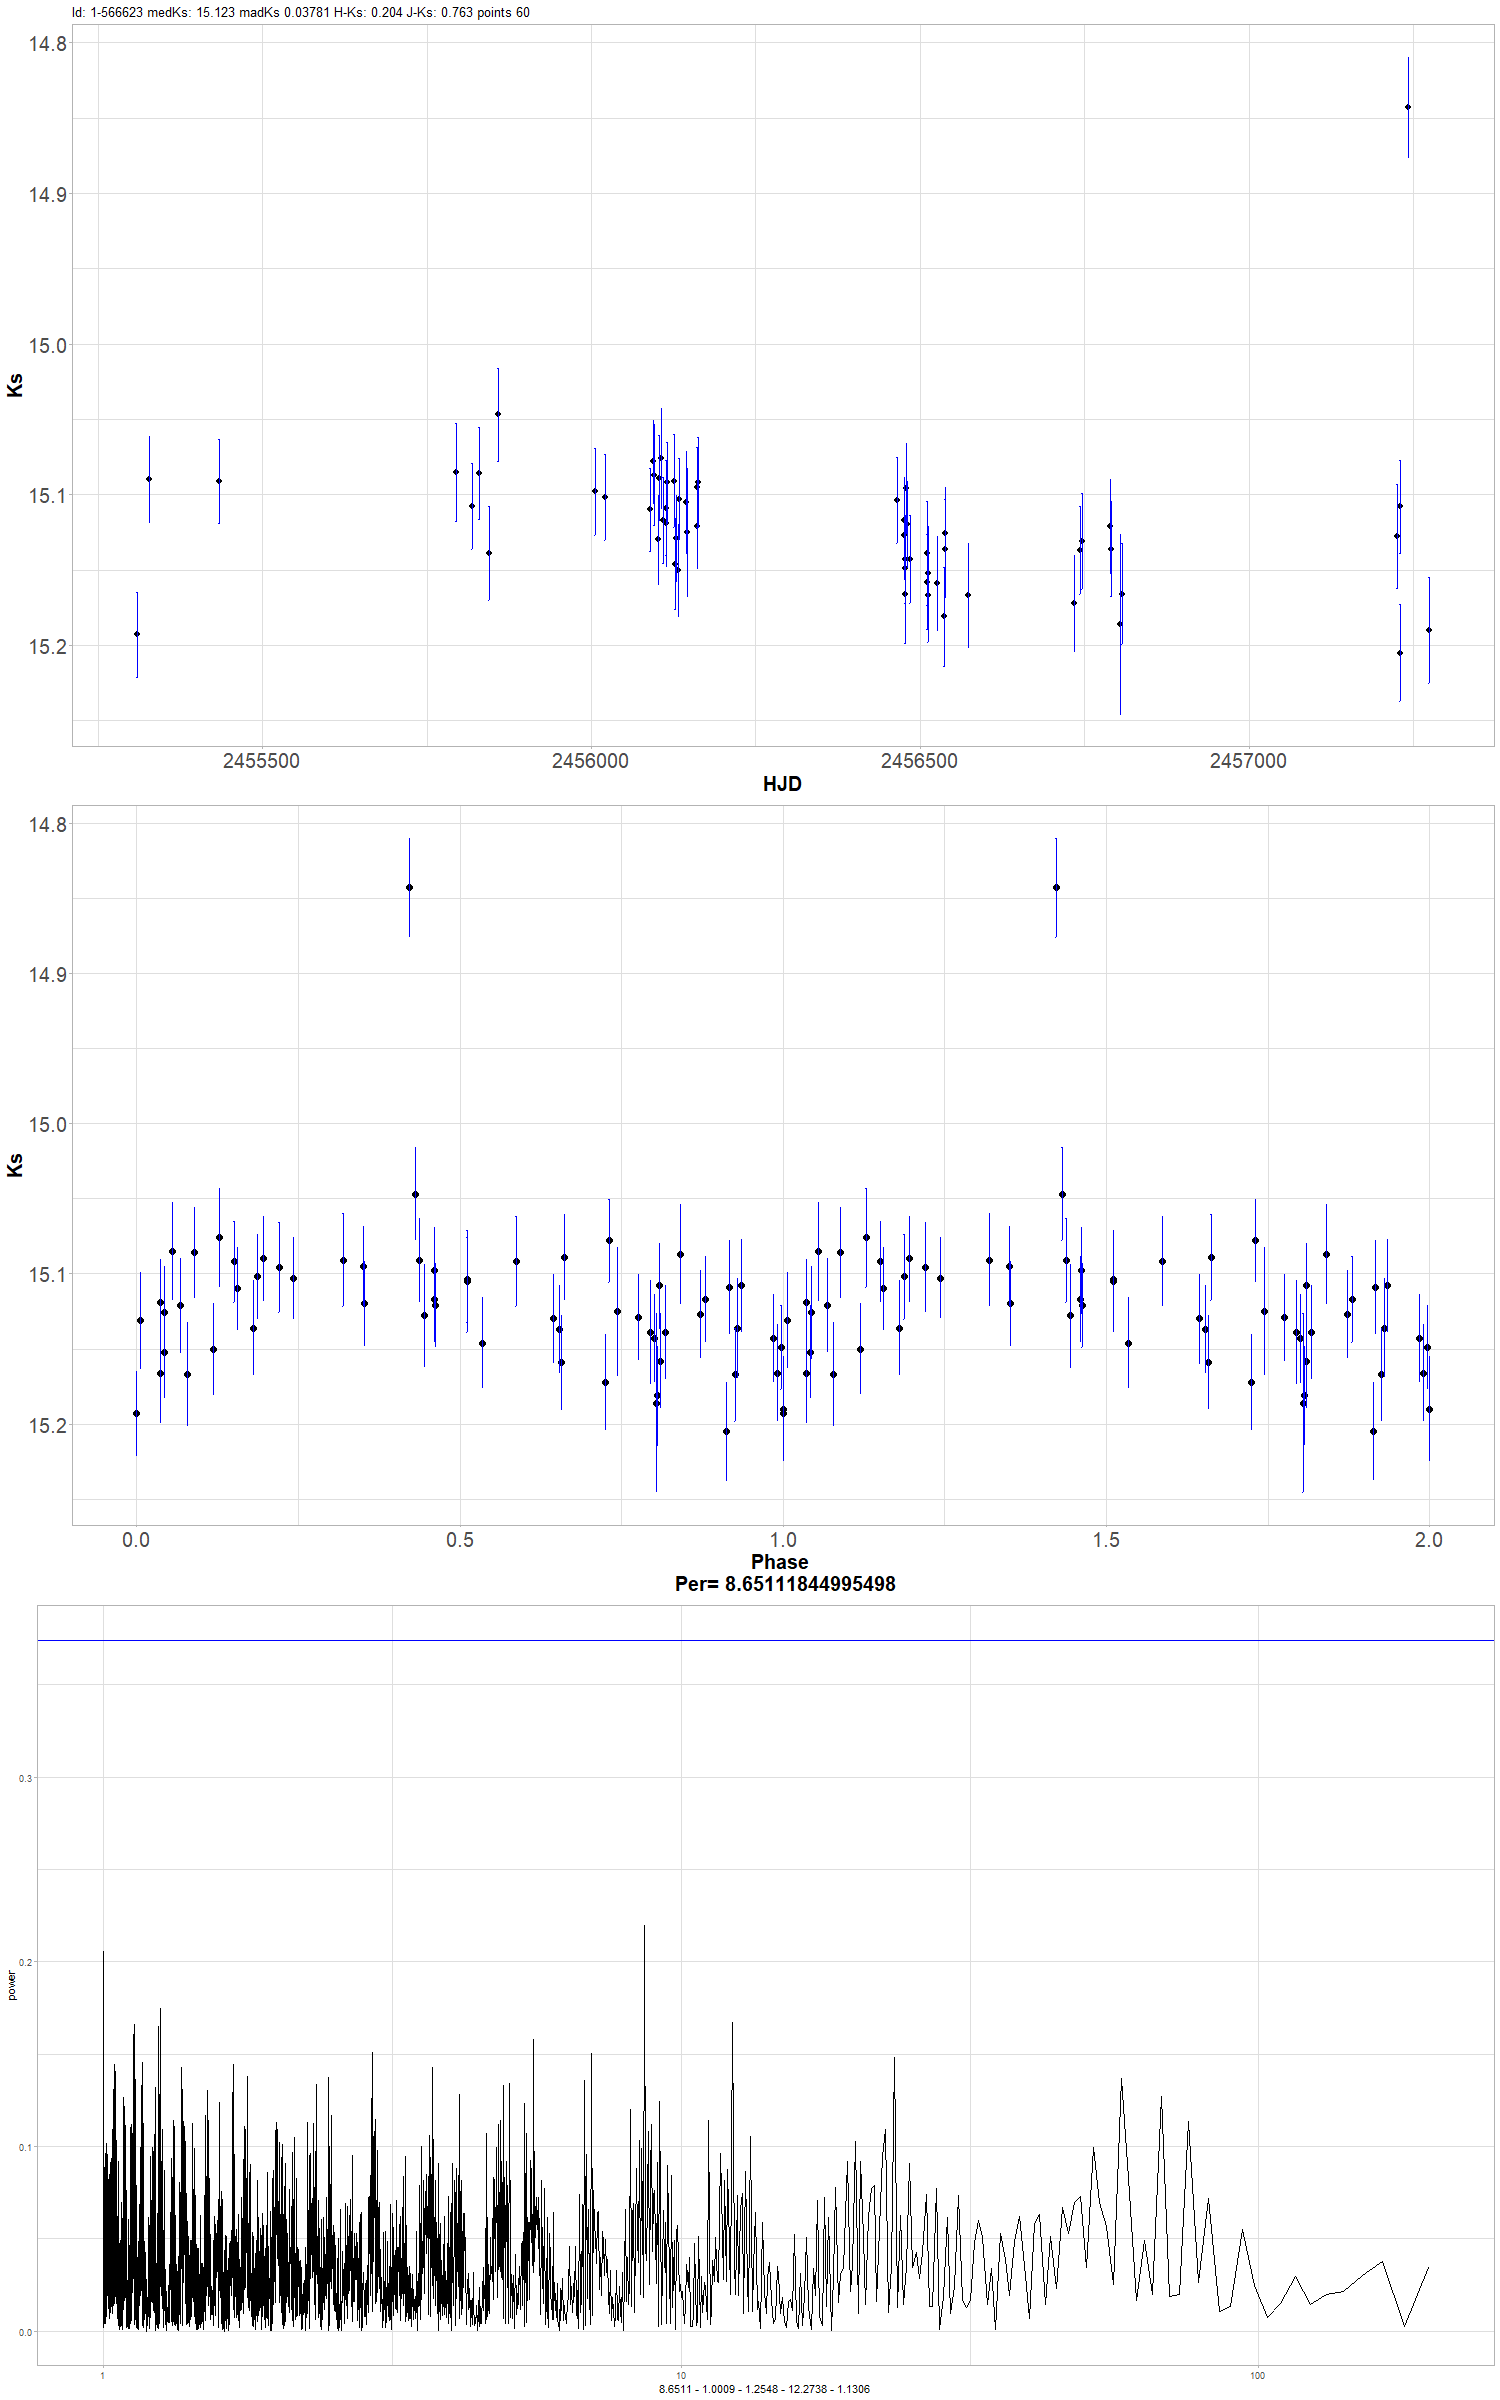 Id: 1-566623 medKs: 15.123 madKs 0.03781 H-Ks: 0.204 J-Ks: 0.763 points 60
14.8
14.9
15.0
15.1
15.2
Ks
2455500 2456000 2456500 2457000
HJD
14.8
14.9
15.0
15.1
15.2
Ks
0.0 0.5 1.0 1.5 2.0
Phase
Per= 8.65111844995498
0.3
0.2
0.1
0.0
power
1 10 100
8.6511 - 1.0009 - 1.2548 - 12.2738 - 1.1306